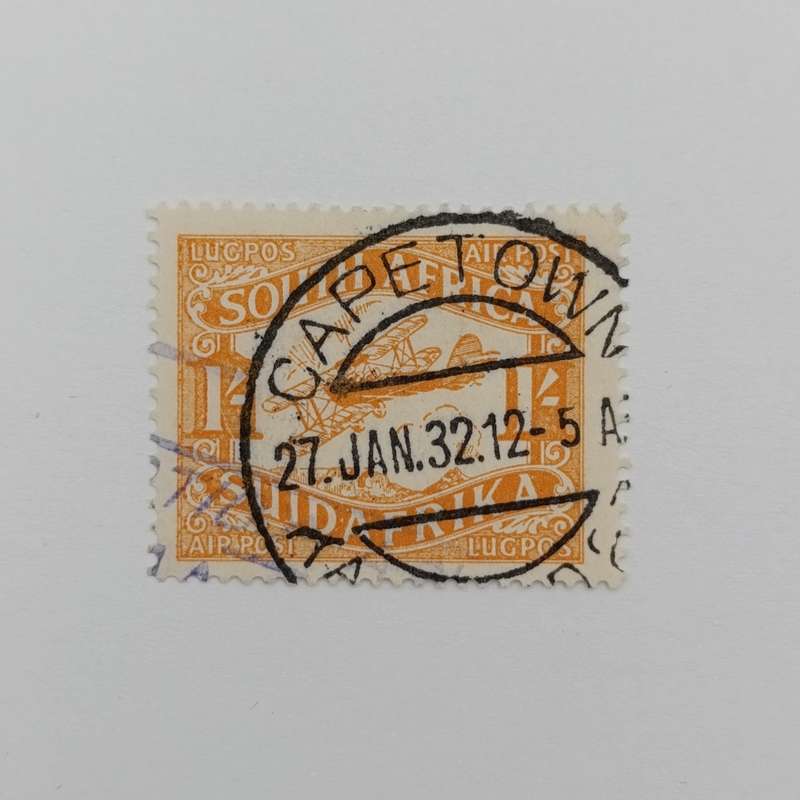 LUGPOS AIR POST
SOUTH AFRICA
CAPETOWN
1/- 1/-
27.JAN.32.12-5 A
SUIDAFRIKA
AIR POST LUGPOS